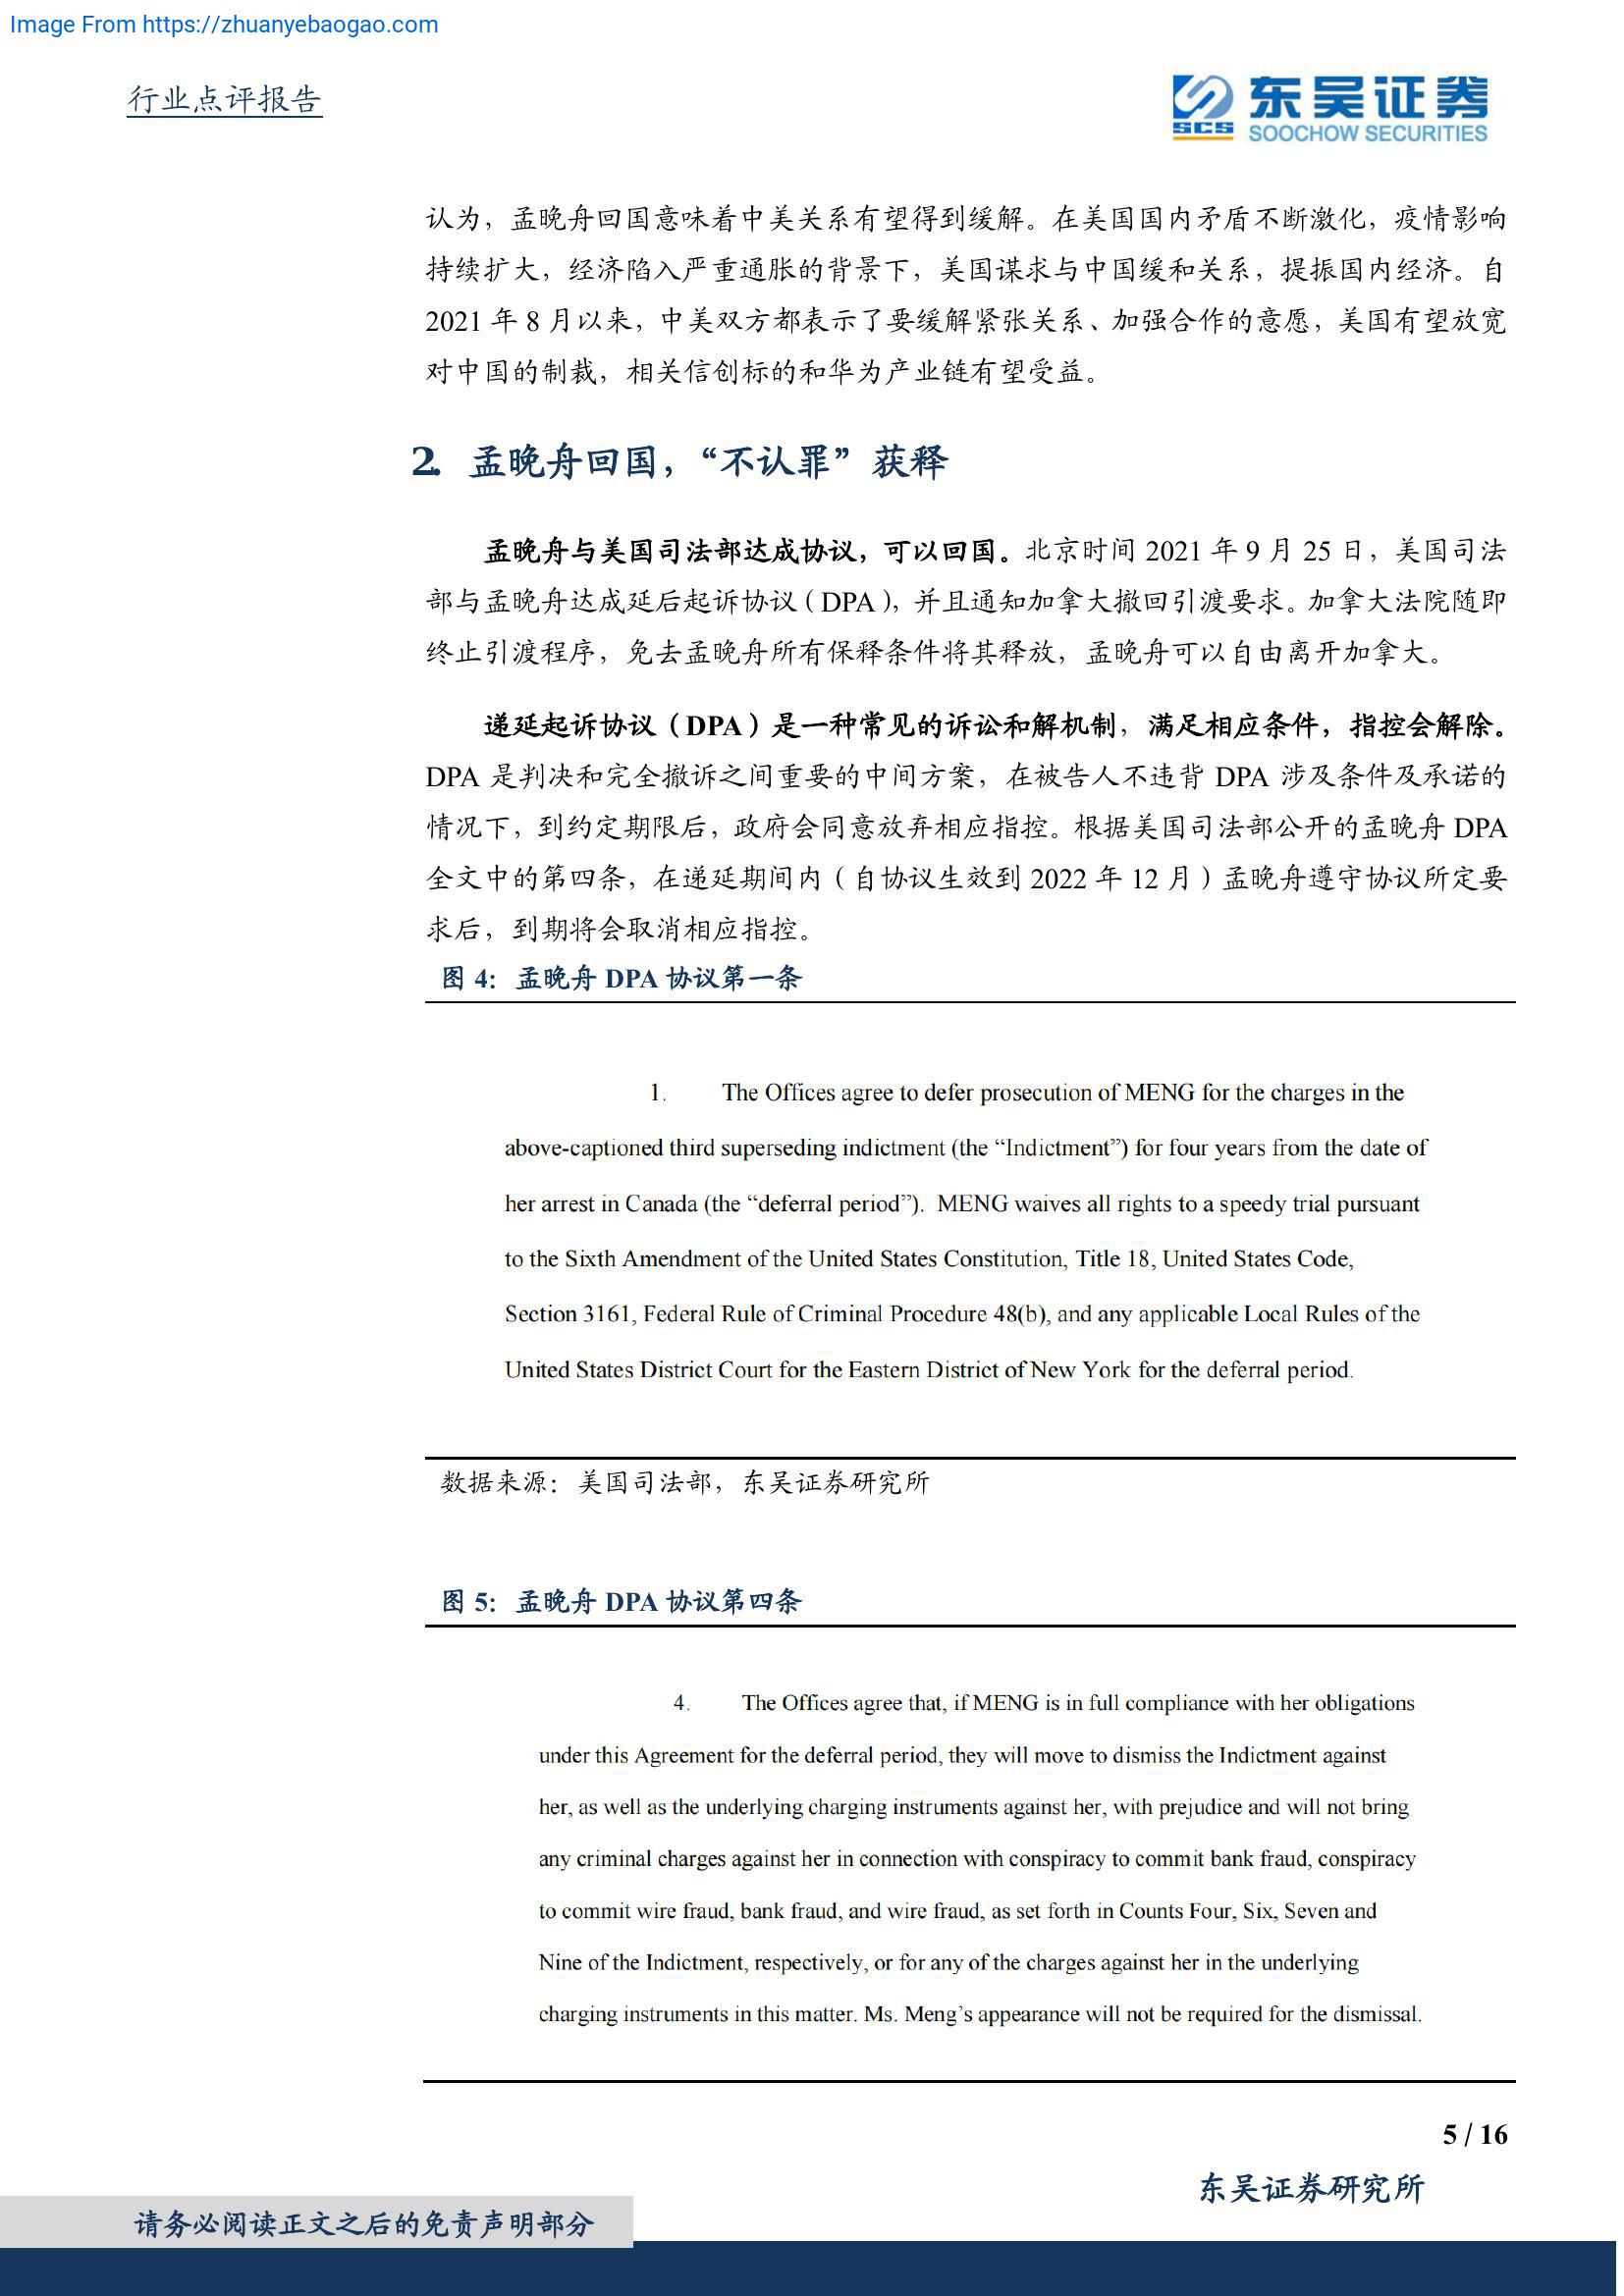 Image From https://zhuanyebaogao.com
行业点评报告
SCS
东吴证券
SOOCHOW SECURITIES
认为，孟晚舟回国意味着中美关系有望得到缓解。在美国国内矛盾不断激化，疫情影响
持续扩大，经济陷入严重通胀的背景下，美国谋求与中国缓和关系，提振国内经济。自
2021 年 8 月以来，中美双方都表示了要缓解紧张关系、加强合作的意愿，美国有望放宽
对中国的制裁，相关信创标的和华为产业链有望受益。
2. 孟晚舟回国，“不认罪”获释
孟晚舟与美国司法部达成协议，可以回国。北京时间 2021 年 9 月 25 日，美国司法
部与孟晚舟达成延后起诉协议（DPA），并且通知加拿大撤回引渡要求。加拿大法院随即
终止引渡程序，免去孟晚舟所有保释条件将其释放，孟晚舟可以自由离开加拿大。
递延起诉协议（DPA）是一种常见的诉讼和解机制，满足相应条件，指控会解除。
DPA 是判决和完全撤诉之间重要的中间方案，在被告人不违背 DPA 涉及条件及承诺的
情况下，到约定期限后，政府会同意放弃相应指控。根据美国司法部公开的孟晚舟 DPA
全文中的第四条，在递延期间内（自协议生效到 2022 年 12 月）孟晚舟遵守协议所定要
求后，到期将会取消相应指控。
图 4：孟晚舟 DPA 协议第一条
1. The Offices agree to defer prosecution of MENG for the charges in the
above-captioned third superseding indictment (the “Indictment”) for four years from the date of
her arrest in Canada (the “deferral period”). MENG waives all rights to a speedy trial pursuant
to the Sixth Amendment of the United States Constitution, Title 18, United States Code,
Section 3161, Federal Rule of Criminal Procedure 48(b), and any applicable Local Rules of the
United States District Court for the Eastern District of New York for the deferral period.
数据来源：美国司法部，东吴证券研究所
图 5：孟晚舟 DPA 协议第四条
4. The Offices agree that, if MENG is in full compliance with her obligations
under this Agreement for the deferral period, they will move to dismiss the Indictment against
her, as well as the underlying charging instruments against her, with prejudice and will not bring
any criminal charges against her in connection with conspiracy to commit bank fraud, conspiracy
to commit wire fraud, bank fraud, and wire fraud, as set forth in Counts Four, Six, Seven and
Nine of the Indictment, respectively, or for any of the charges against her in the underlying
charging instruments in this matter. Ms. Meng’s appearance will not be required for the dismissal.
5 / 16
东吴证券研究所
请务必阅读正文之后的免责声明部分